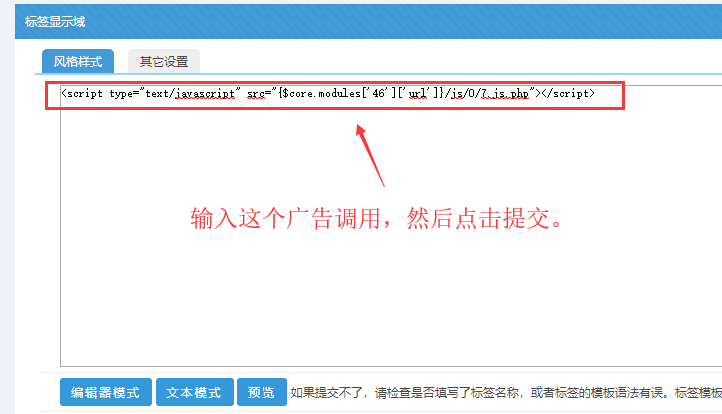 标签显示域
风格样式 其它设置
<script type="text/javascript" src="{$core.modules['46']['url']}/js/0/7.js.php"></script>
输入这个广告调用，然后点击提交。
编辑器模式 文本模式 预览 如果提交不了，请检查是否填写了标签名称，或者标签的模板语法有误。标签模板